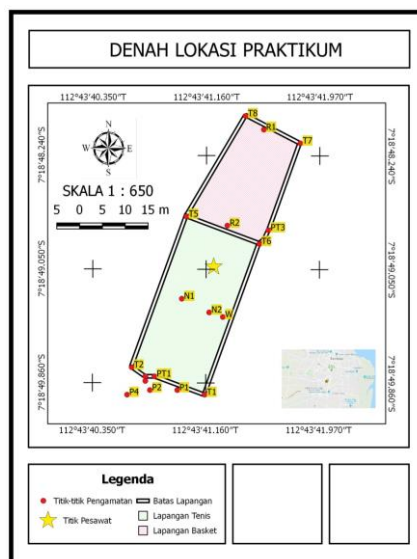 DENAH LOKASI PRAKTIKUM
112°43'40.350"T 112°43'41.160"T 112°43'41.970"T
7°18'48.240"S 7°18'48.240"S
7°18'49.050"S 7°18'49.050"S
7°18'49.860"S 7°18'49.860"S
N
W E
S
SKALA 1 : 650
5 0 5 10 15 m
T8
R1
T7
T5
R2
PT3
T6
N1
N2
W
T2
PT1
P4
P2
P1
T1
112°43'40.350"T 112°43'41.160"T 112°43'41.970"T
Legenda
Titik-titik Pengamatan
Titik Pesawat
Batas Lapangan
Lapangan Tenis
Lapangan Basket